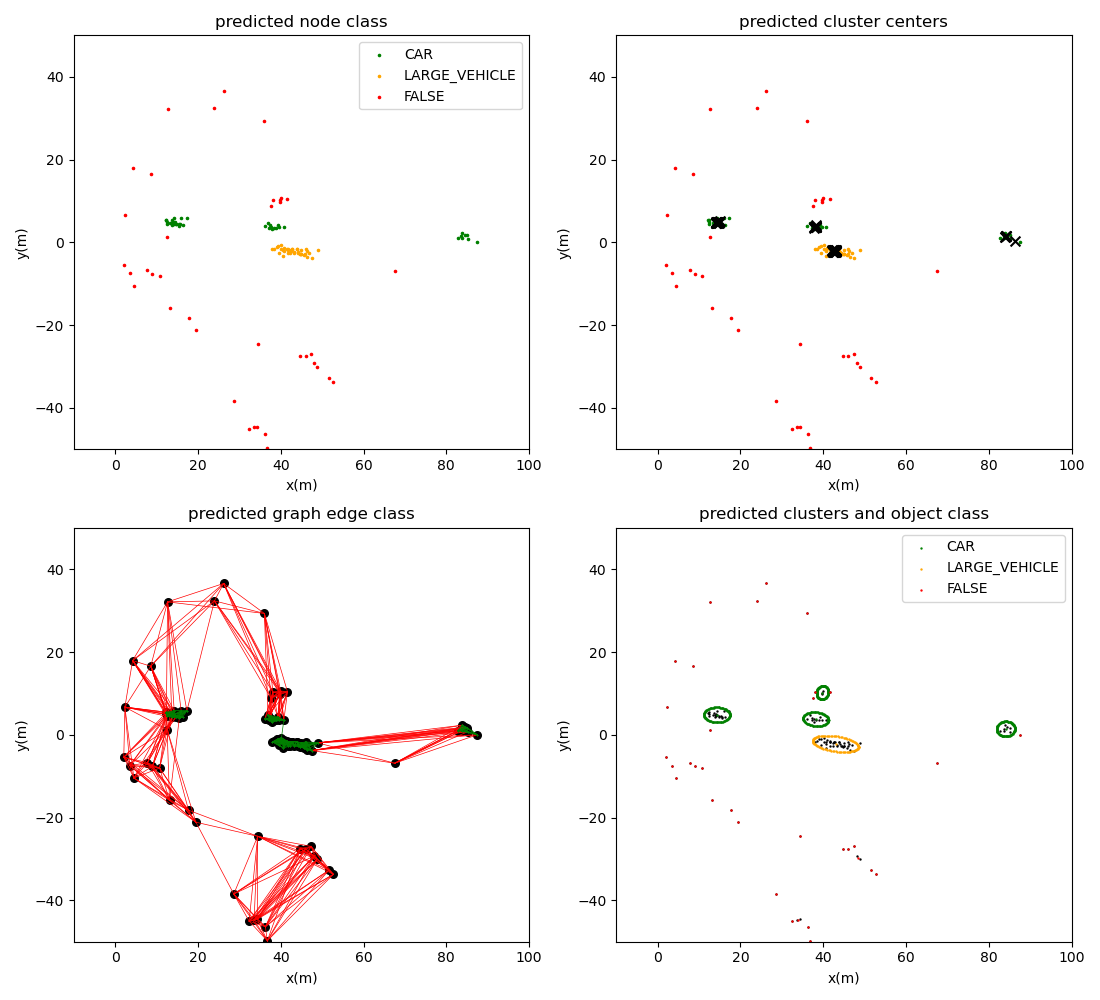 predicted node class
CAR
LARGE_VEHICLE
FALSE
40
20
0
−20
−40
y(m)
0 20 40 60 80 100
x(m)
predicted cluster centers
40
20
0
−20
−40
y(m)
0 20 40 60 80 100
x(m)
predicted graph edge class
40
20
0
−20
−40
y(m)
0 20 40 60 80 100
x(m)
predicted clusters and object class
CAR
LARGE_VEHICLE
FALSE
40
20
0
−20
−40
y(m)
0 20 40 60 80 100
x(m)